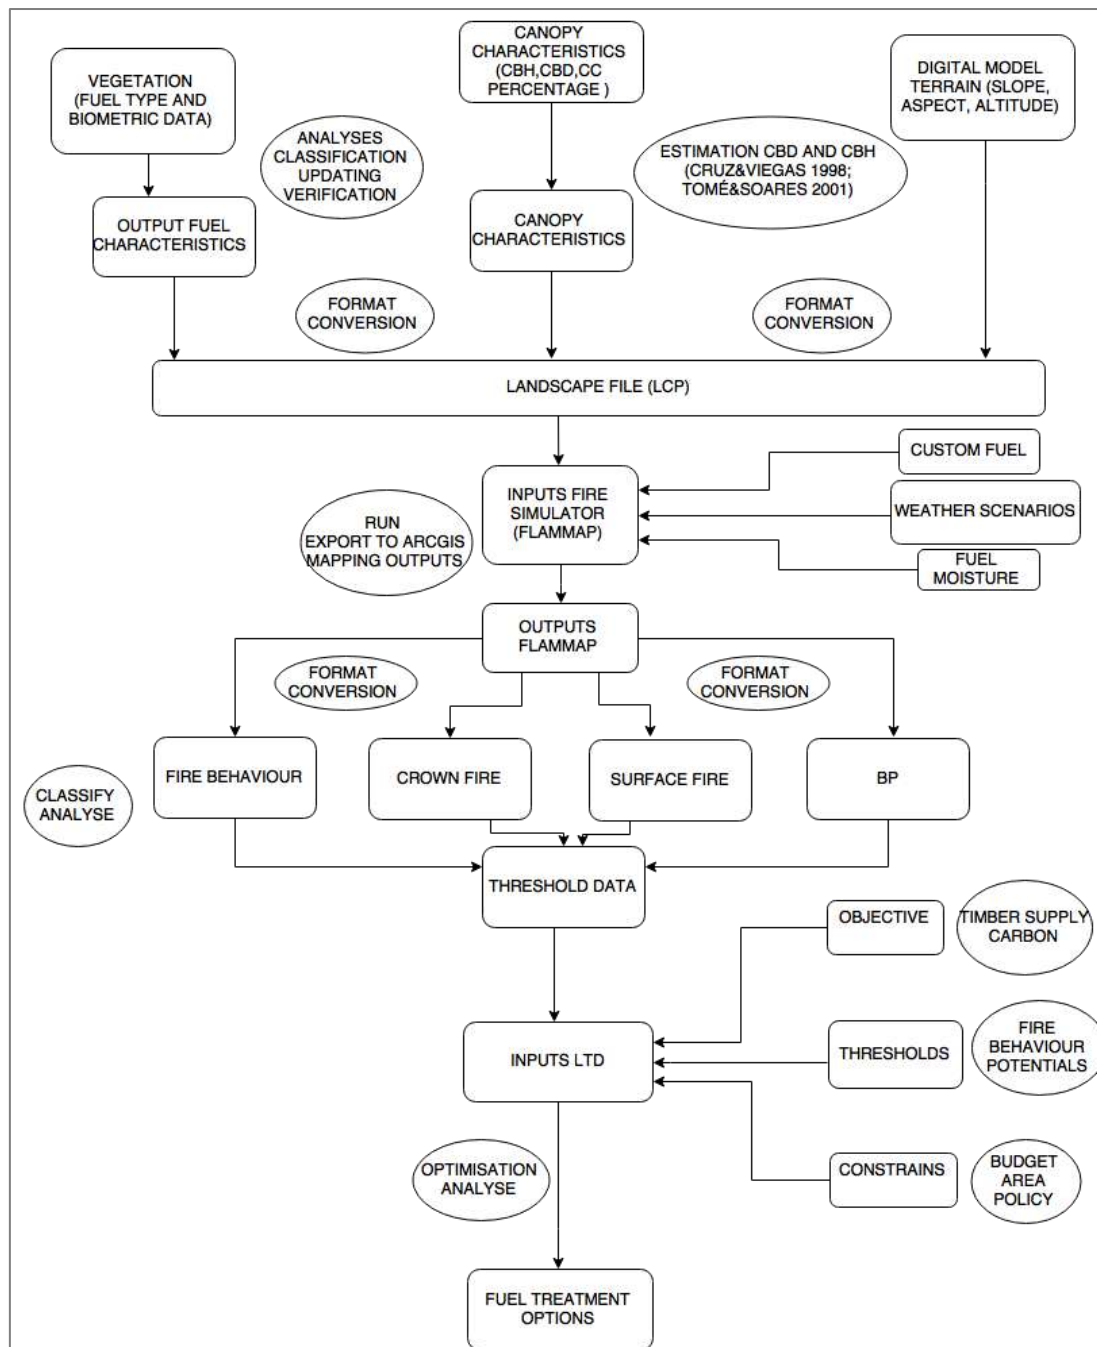 VEGETATION
(FUEL TYPE AND
BIOMETRIC DATA)
CANOPY
CHARACTERISTICS
(CBH,CBD,CC
PERCENTAGE )
DIGITAL MODEL
TERRAIN (SLOPE,
ASPECT, ALTITUDE)
ANALYSES
CLASSIFICATION
UPDATING
VERIFICATION
ESTIMATION CBD AND CBH
(CRUZ&VIEGAS 1998;
TOMÉ&SOARES 2001)
OUTPUT FUEL
CHARACTERISTICS
CANOPY
CHARACTERISTICS
FORMAT
CONVERSION
FORMAT
CONVERSION
LANDSCAPE FILE (LCP)
CUSTOM FUEL
INPUTS FIRE
SIMULATOR
(FLAMMAP)
WEATHER SCENARIOS
RUN
EXPORT TO ARCGIS
MAPPING OUTPUTS
FUEL
MOISTURE
OUTPUTS
FLAMMAP
FORMAT
CONVERSION
FORMAT
CONVERSION
FIRE BEHAVIOUR
CROWN FIRE
SURFACE FIRE
BP
CLASSIFY
ANALYSE
THRESHOLD DATA
OBJECTIVE
TIMBER SUPPLY
CARBON
INPUTS LTD
THRESHOLDS
FIRE
BEHAVIOUR
POTENTIALS
OPTIMISATION
ANALYSE
CONSTRAINS
BUDGET
AREA
POLICY
FUEL TREATMENT
OPTIONS